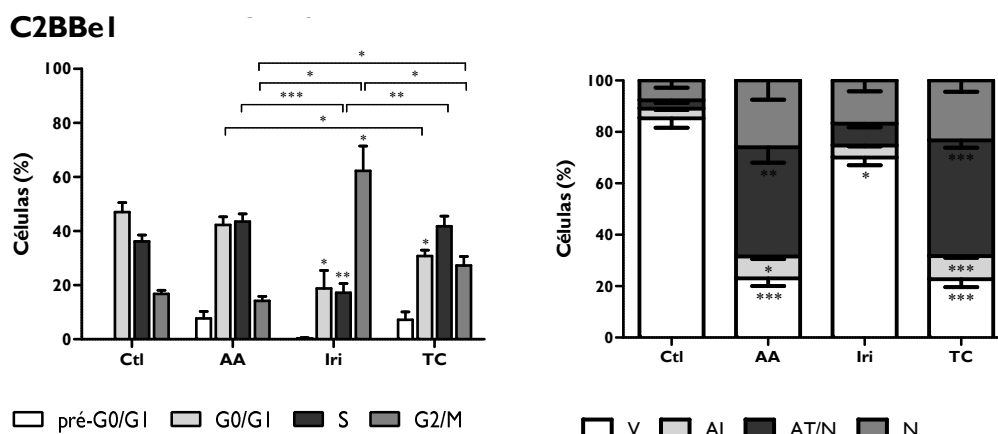 C2BBe1
*
*
*
***
**
*
100
80
60
40
20
0
Células (%)
*
*
**
*
Ctl
AA
Iri
TC
pré-G0/G1
G0/G1
S
G2/M
100
80
60
40
20
0
Células (%)
**
*
***
*
***
***
***
Ctl
AA
Iri
TC
V
AI
AT/N
N